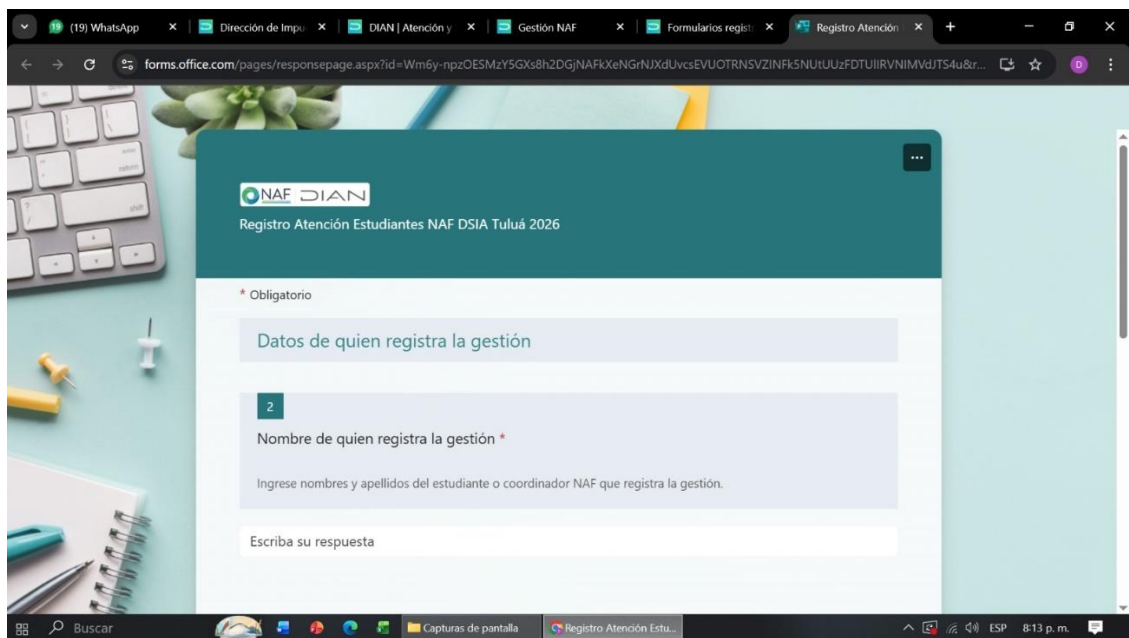 (19) WhatsApp
Dirección de Impu
DIAN | Atención y
Gestión NAF
Formularios regist
Registro Atención
forms.office.com/pages/responsepage.aspx?id=Wm6y-npzOESMzY5GXs8h2DGjNAFkXeNGrNJXdUvcsEVUOTRNSVZINFk5NUtUUzFDTUlIRVNIMVdJTS4u&r...
NAF DIAN
Registro Atención Estudiantes NAF DSIA Tuluá 2026
* Obligatorio
Datos de quien registra la gestión
2
Nombre de quien registra la gestión *
Ingrese nombres y apellidos del estudiante o coordinador NAF que registra la gestión.
Escriba su respuesta
Buscar
Capturas de pantalla
Registro Atención Estu...
ESP
8:13 p. m.